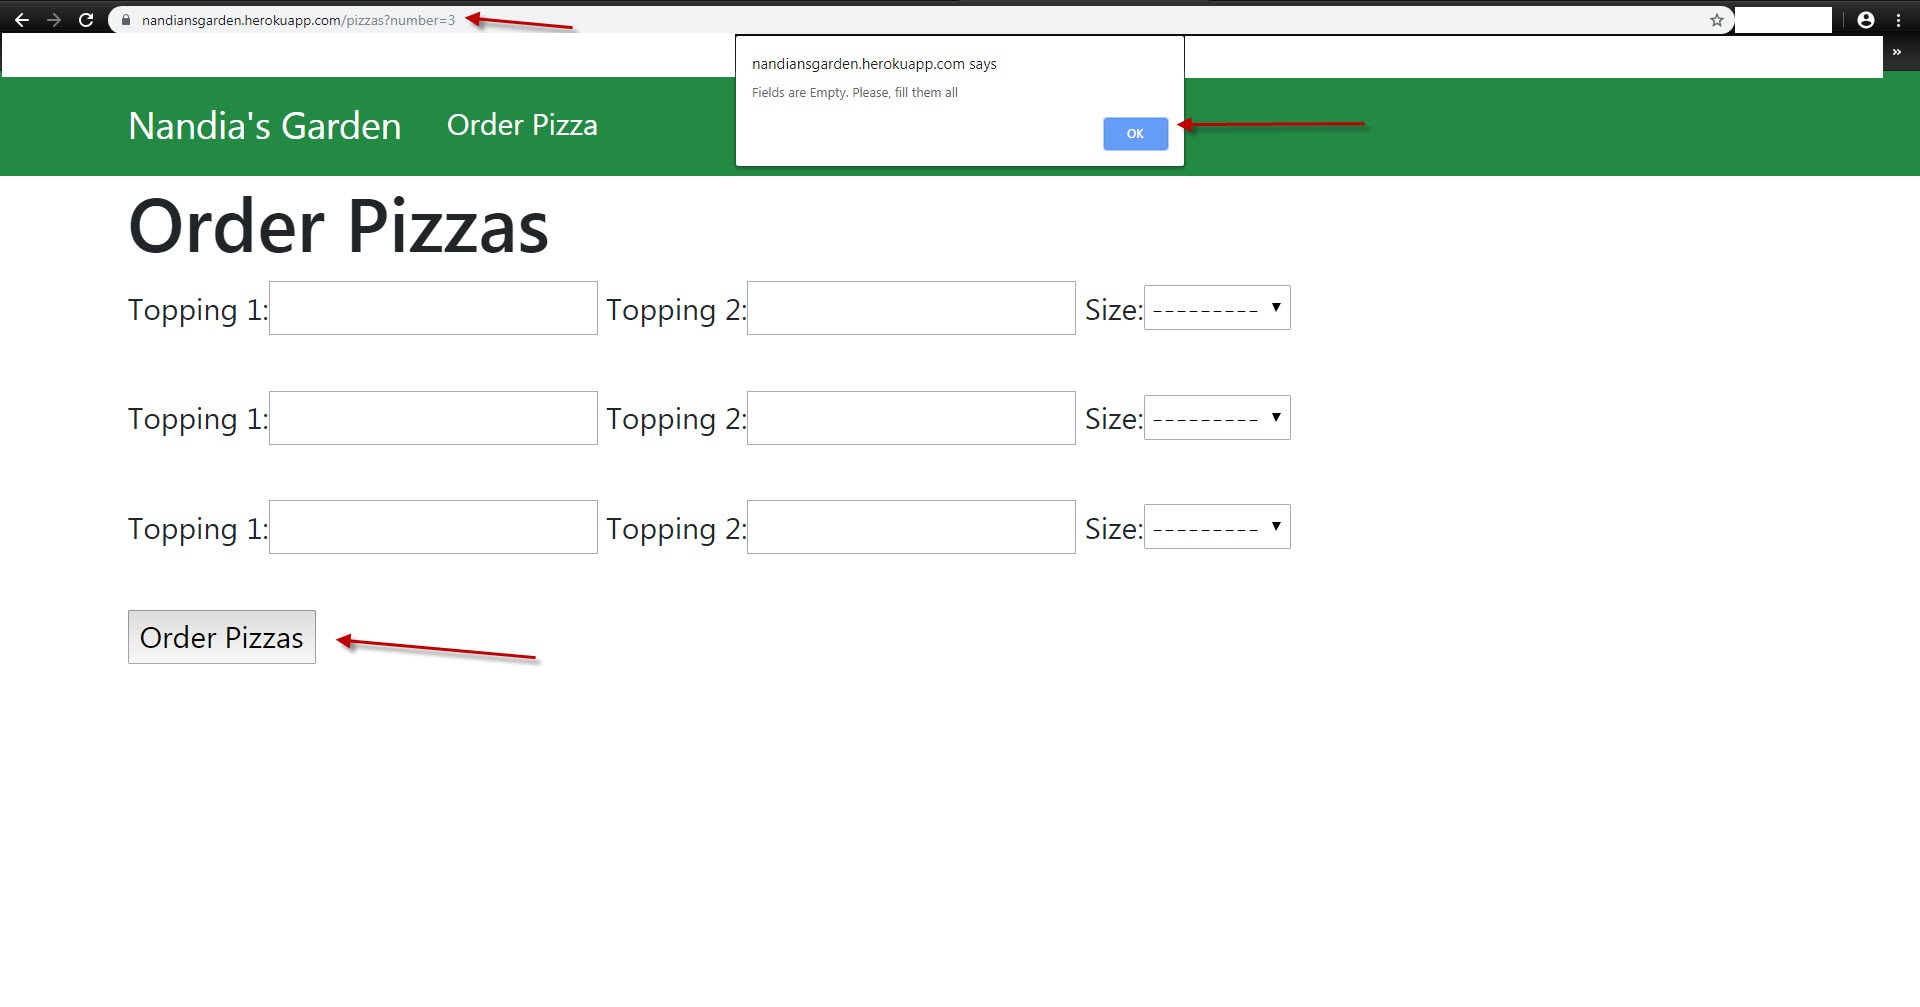 nandiansgarden.herokuapp.com/pizzas?number=3
»
nandiansgarden.herokuapp.com says
Fields are Empty. Please, fill them all
OK
Nandia's Garden Order Pizza
Order Pizzas
Topping 1: Topping 2: Size: ---------
Topping 1: Topping 2: Size: ---------
Topping 1: Topping 2: Size: ---------
Order Pizzas